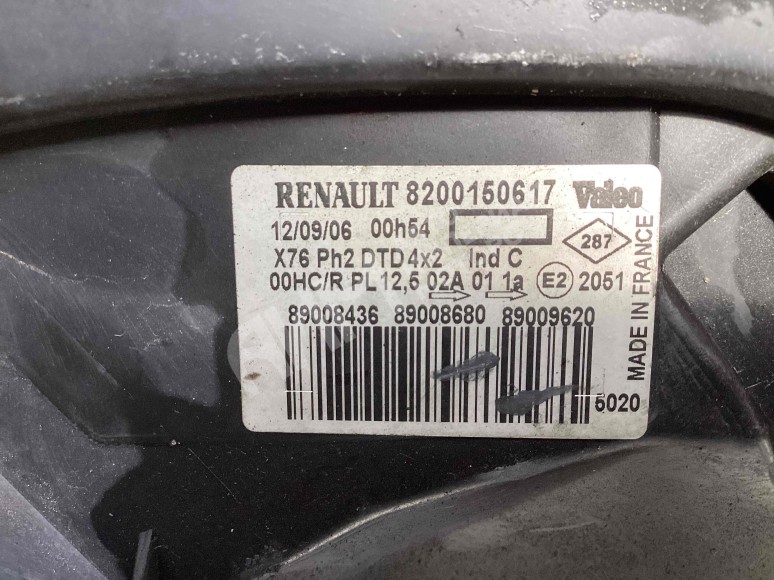 RENAULT 8200150617 Valeo
12/09/06 00h54
287
X76 Ph2 DTD 4x2 Ind C
00HC/R PL 12,5 02A 01 1a E2 2051
89008436 89008680 89009620
5020
MADE IN FRANCE